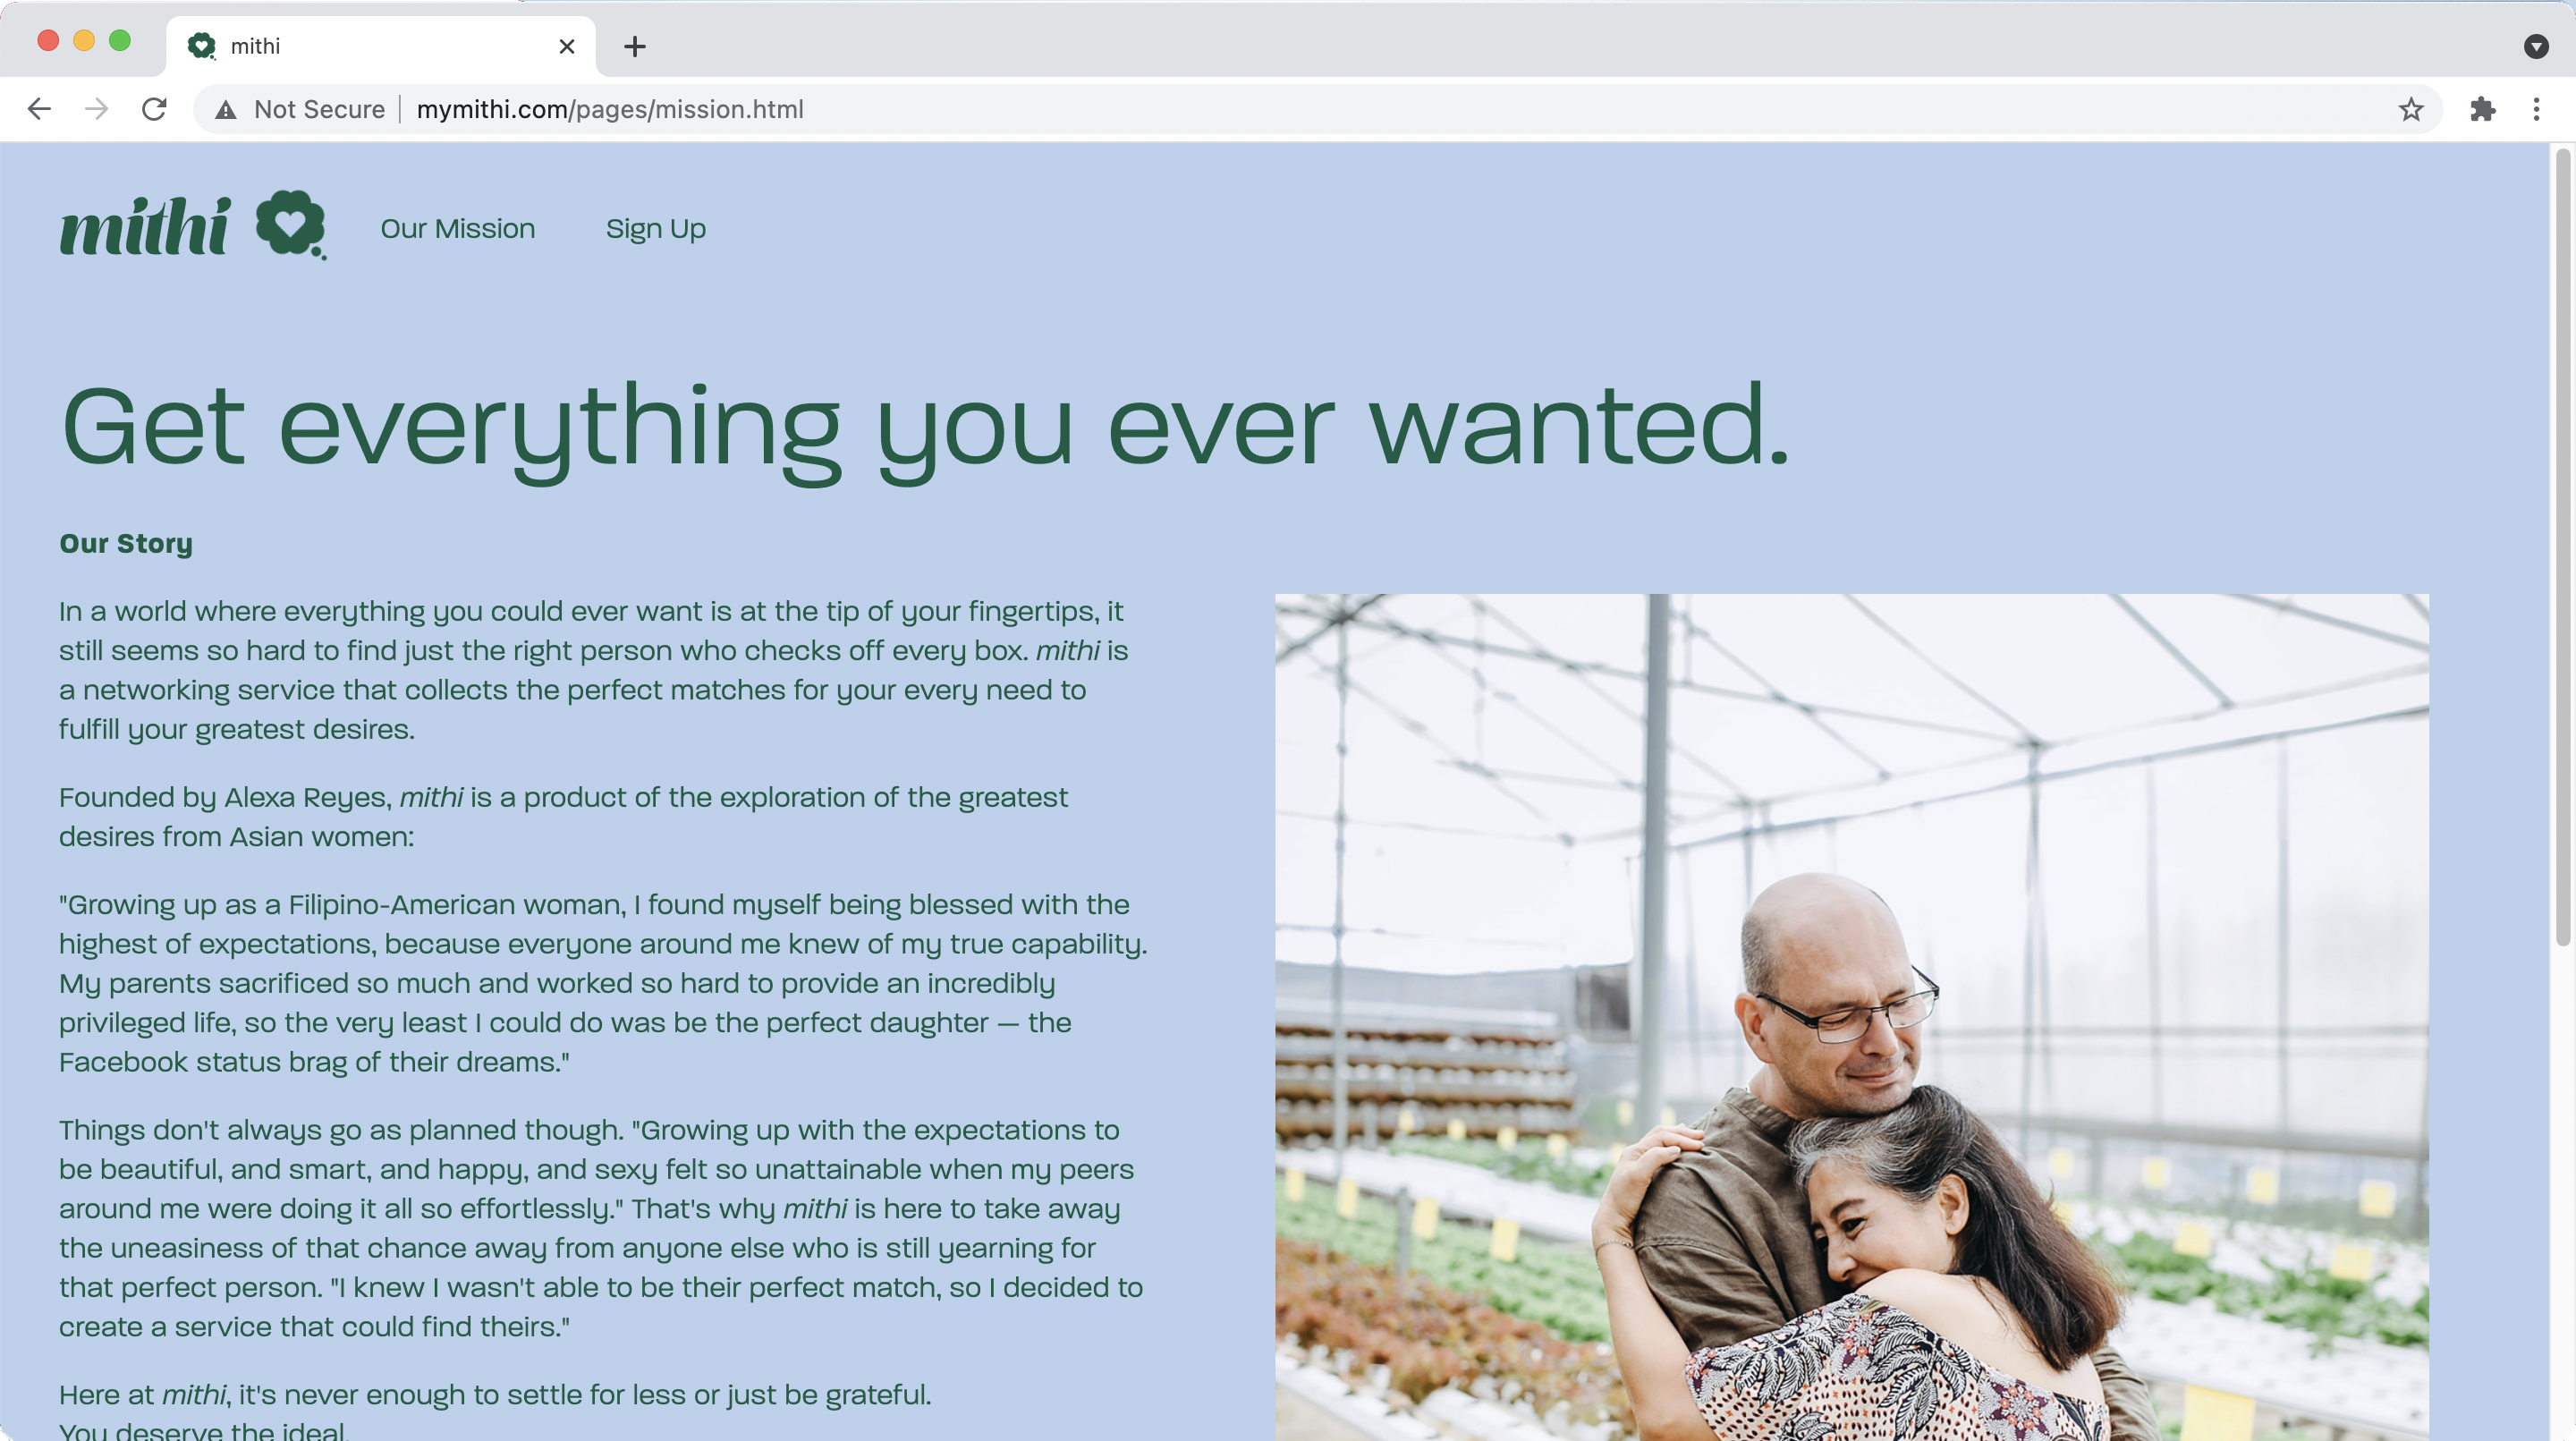 mithi
Not Secure
mymithi.com/pages/mission.html
mithi
Our Mission
Sign Up
Get everything you ever wanted.
Our Story
In a world where everything you could ever want is at the tip of your fingertips, it
still seems so hard to find just the right person who checks off every box. mithi is
a networking service that collects the perfect matches for your every need to
fulfill your greatest desires.
Founded by Alexa Reyes, mithi is a product of the exploration of the greatest
desires from Asian women:
"Growing up as a Filipino-American woman, I found myself being blessed with the
highest of expectations, because everyone around me knew of my true capability.
My parents sacrificed so much and worked so hard to provide an incredibly
privileged life, so the very least I could do was be the perfect daughter — the
Facebook status brag of their dreams."
Things don't always go as planned though. "Growing up with the expectations to
be beautiful, and smart, and happy, and sexy felt so unattainable when my peers
around me were doing it all so effortlessly." That's why mithi is here to take away
the uneasiness of that chance away from anyone else who is still yearning for
that perfect person. "I knew I wasn't able to be their perfect match, so I decided to
create a service that could find theirs."
Here at mithi, it's never enough to settle for less or just be grateful.
You deserve the ideal.